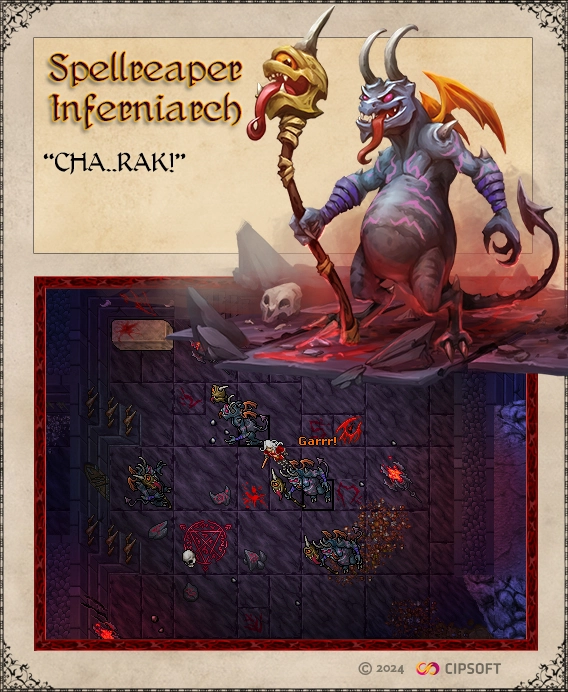 Spellreaper
Inferniarch
“CHA..RAK!”
Garrr!
© 2024 CIPSOFT